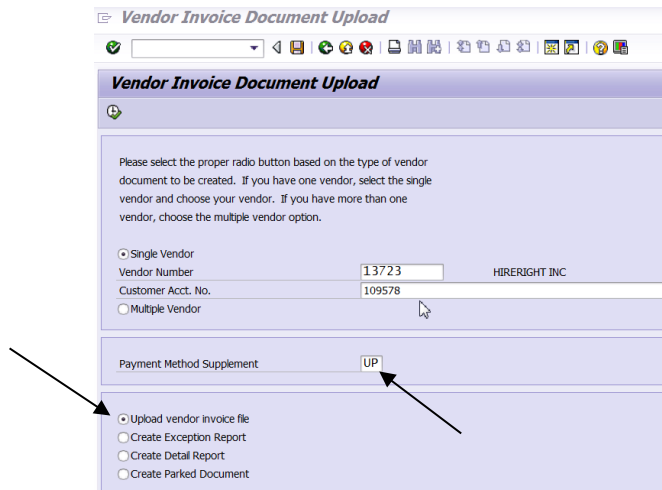 Vendor Invoice Document Upload
Vendor Invoice Document Upload
Please select the proper radio button based on the type of vendor
document to be created. If you have one vendor, select the single
vendor and choose your vendor. If you have more than one
vendor, choose the multiple vendor option.
Single Vendor
Vendor Number 13723 HIRERIGHT INC
Customer Acct. No. 109578
Multiple Vendor
Payment Method Supplement UP
Upload vendor invoice file
Create Exception Report
Create Detail Report
Create Parked Document